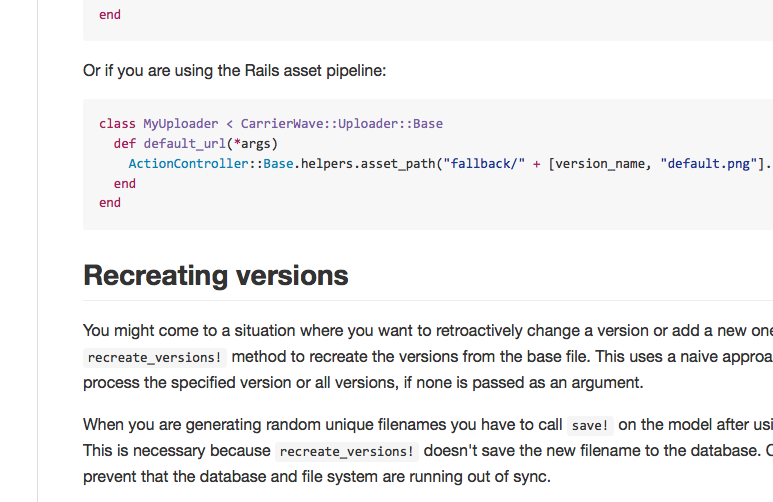 end
Or if you are using the Rails asset pipeline:
class MyUploader < CarrierWave::Uploader::Base
  def default_url(*args)
    ActionController::Base.helpers.asset_path("fallback/" + [version_name, "default.png"].
  end
end
Recreating versions
You might come to a situation where you want to retroactively change a version or add a new one
recreate_versions! method to recreate the versions from the base file. This uses a naive approa
process the specified version or all versions, if none is passed as an argument.
When you are generating random unique filenames you have to call save! on the model after usi
This is necessary because recreate_versions! doesn't save the new filename to the database. C
prevent that the database and file system are running out of sync.